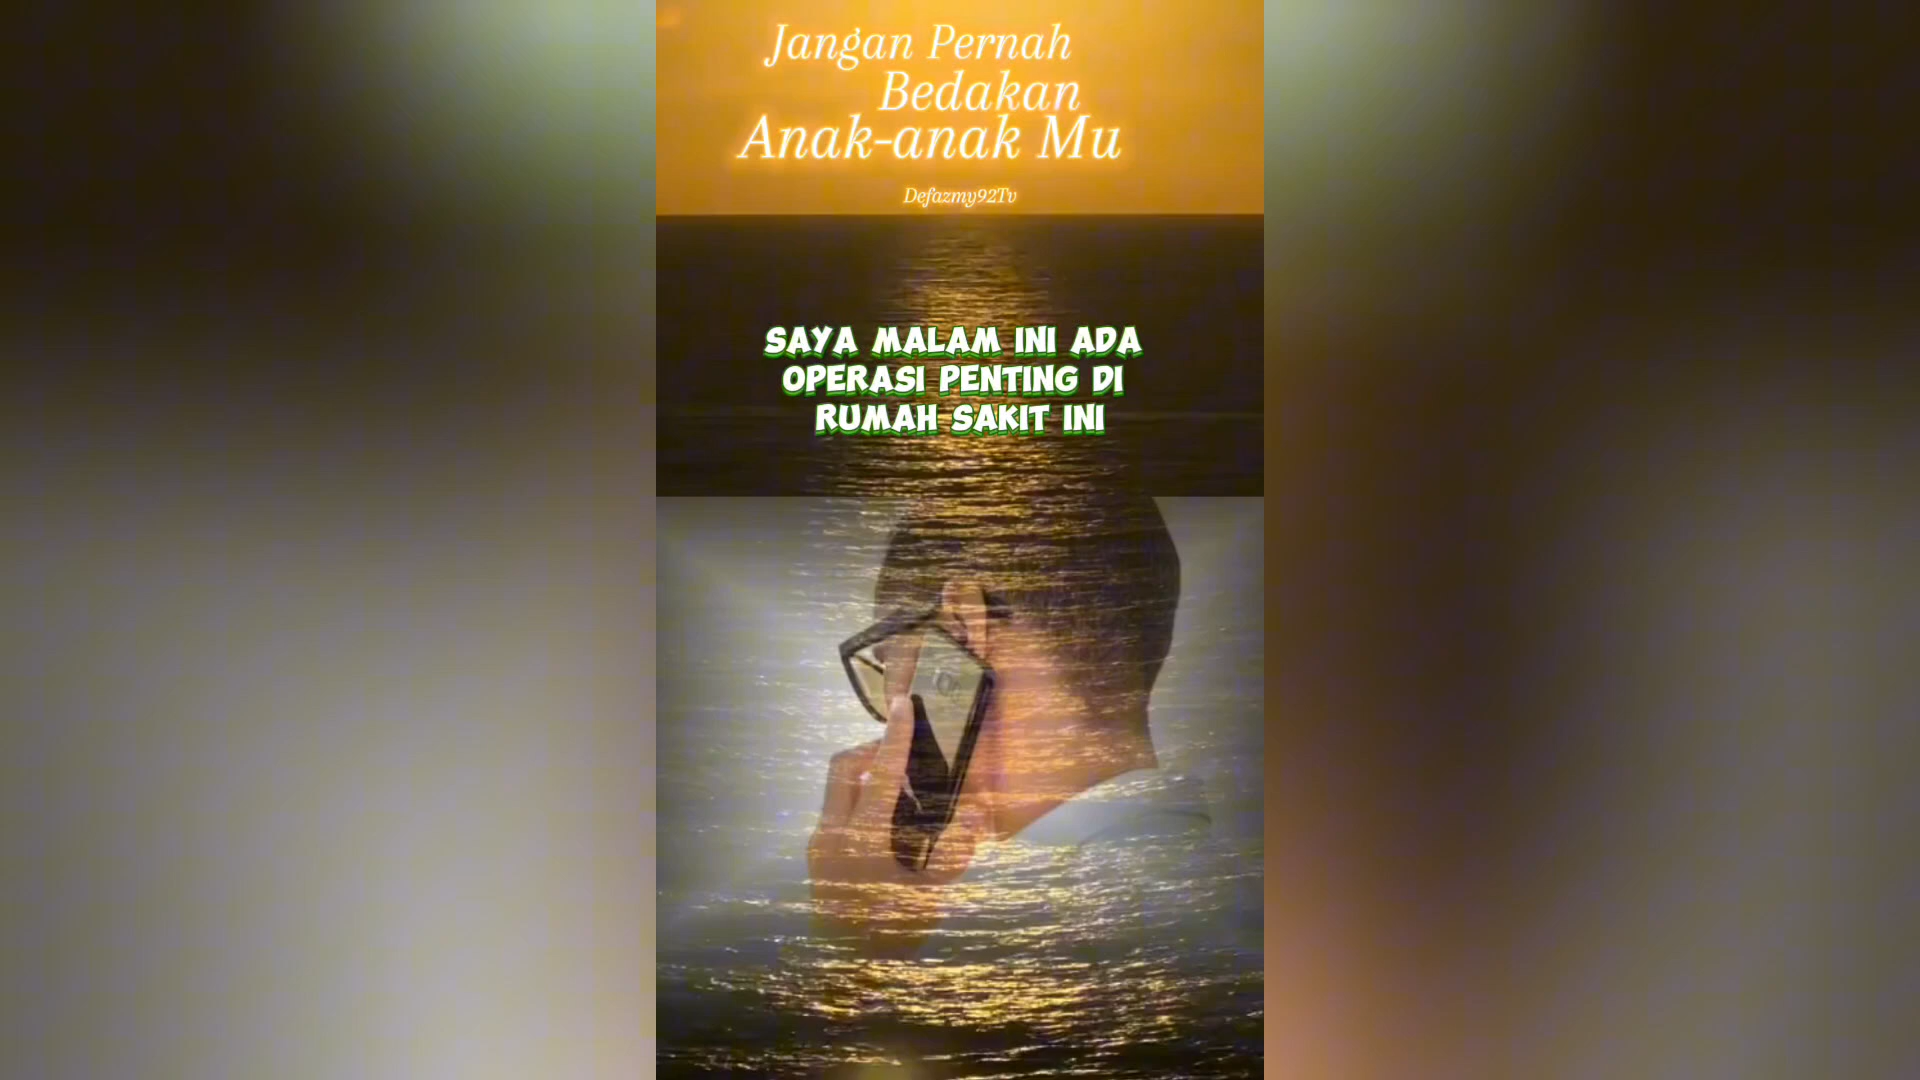 Jangan Pernah
Bedakan
Anak-anak Mu
Defazmy92Tv
SAYA MALAM INI ADA
OPERASI PENTING DI
RUMAH SAKIT INI